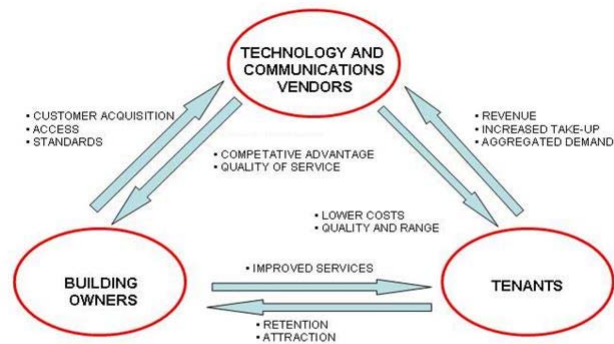 TECHNOLOGY AND
COMMUNICATIONS
VENDORS
• CUSTOMER ACQUISITION
• ACCESS
• STANDARDS
• REVENUE
• INCREASED TAKE-UP
• AGGREGATED DEMAND
• COMPETATIVE ADVANTAGE
• QUALITY OF SERVICE
• LOWER COSTS
• QUALITY AND RANGE
BUILDING
OWNERS
• IMPROVED SERVICES
TENANTS
• RETENTION
• ATTRACTION